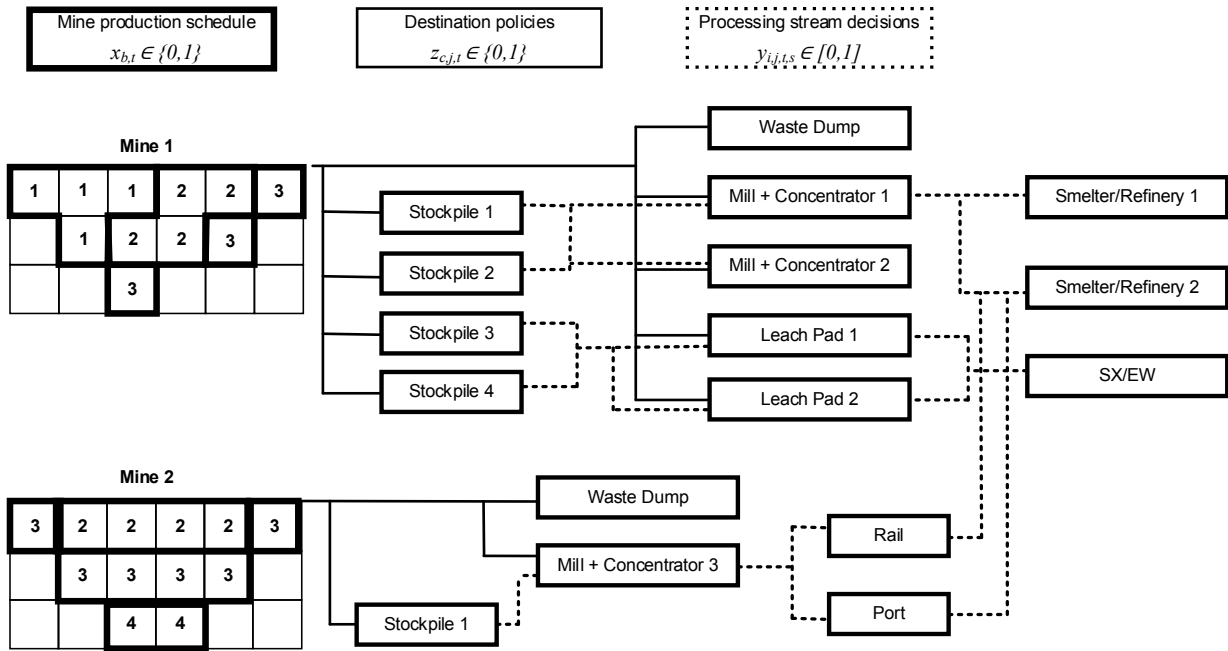 Mine production schedule
x_{b,t} ∈ {0,1}
Destination policies
z_{c,j,t} ∈ {0,1}
Processing stream decisions
y_{i,j,t,s} ∈ [0,1]
Mine 1
1 1 1 2 2 3
1 2 2 3
3
Stockpile 1
Stockpile 2
Stockpile 3
Stockpile 4
Waste Dump
Mill + Concentrator 1
Mill + Concentrator 2
Leach Pad 1
Leach Pad 2
Smelter/Refinery 1
Smelter/Refinery 2
SX/EW
Mine 2
3 2 2 2 2 3
3 3 3 3
4 4
Waste Dump
Mill + Concentrator 3
Stockpile 1
Rail
Port